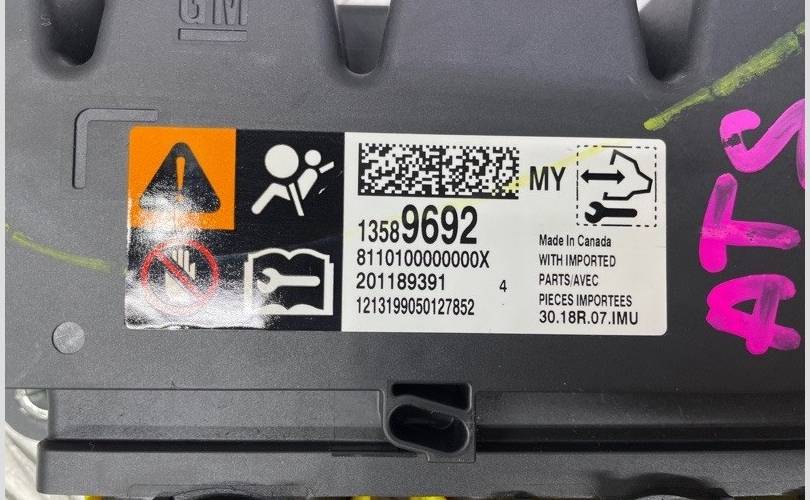 GM
MY
13589692
8110100000000X
201189391 4
1213199050127852
Made In Canada
WITH IMPORTED
PARTS/AVEC
PIECES IMPORTEES
30.18R.07.IMU
ATS